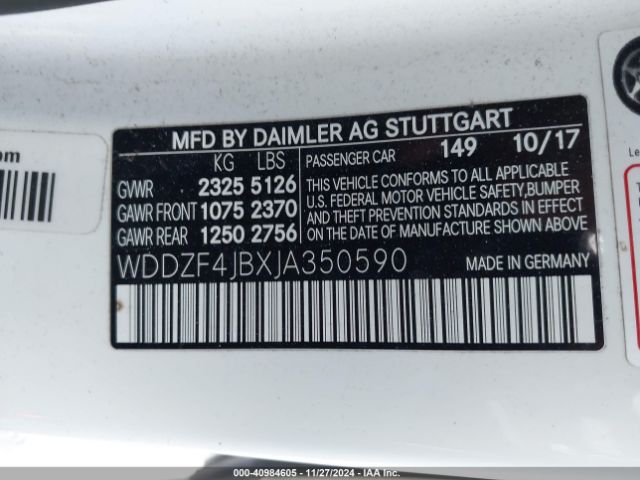 MFD BY DAIMLER AG STUTTGART
KG LBS
PASSENGER CAR 149 10/17
GVWR 2325 5126
GAWR FRONT 1075 2370
GAWR REAR 1250 2756
THIS VEHICLE CONFORMS TO ALL APPLICABLE
U.S. FEDERAL MOTOR VEHICLE SAFETY, BUMPER
AND THEFT PREVENTION STANDARDS IN EFFECT
ON THE DATE OF MANUFACTURE SHOWN ABOVE
WDDZF4JBXJA350590 MADE IN GERMANY
om
Le
000-40984605 - 11/27/2024 -